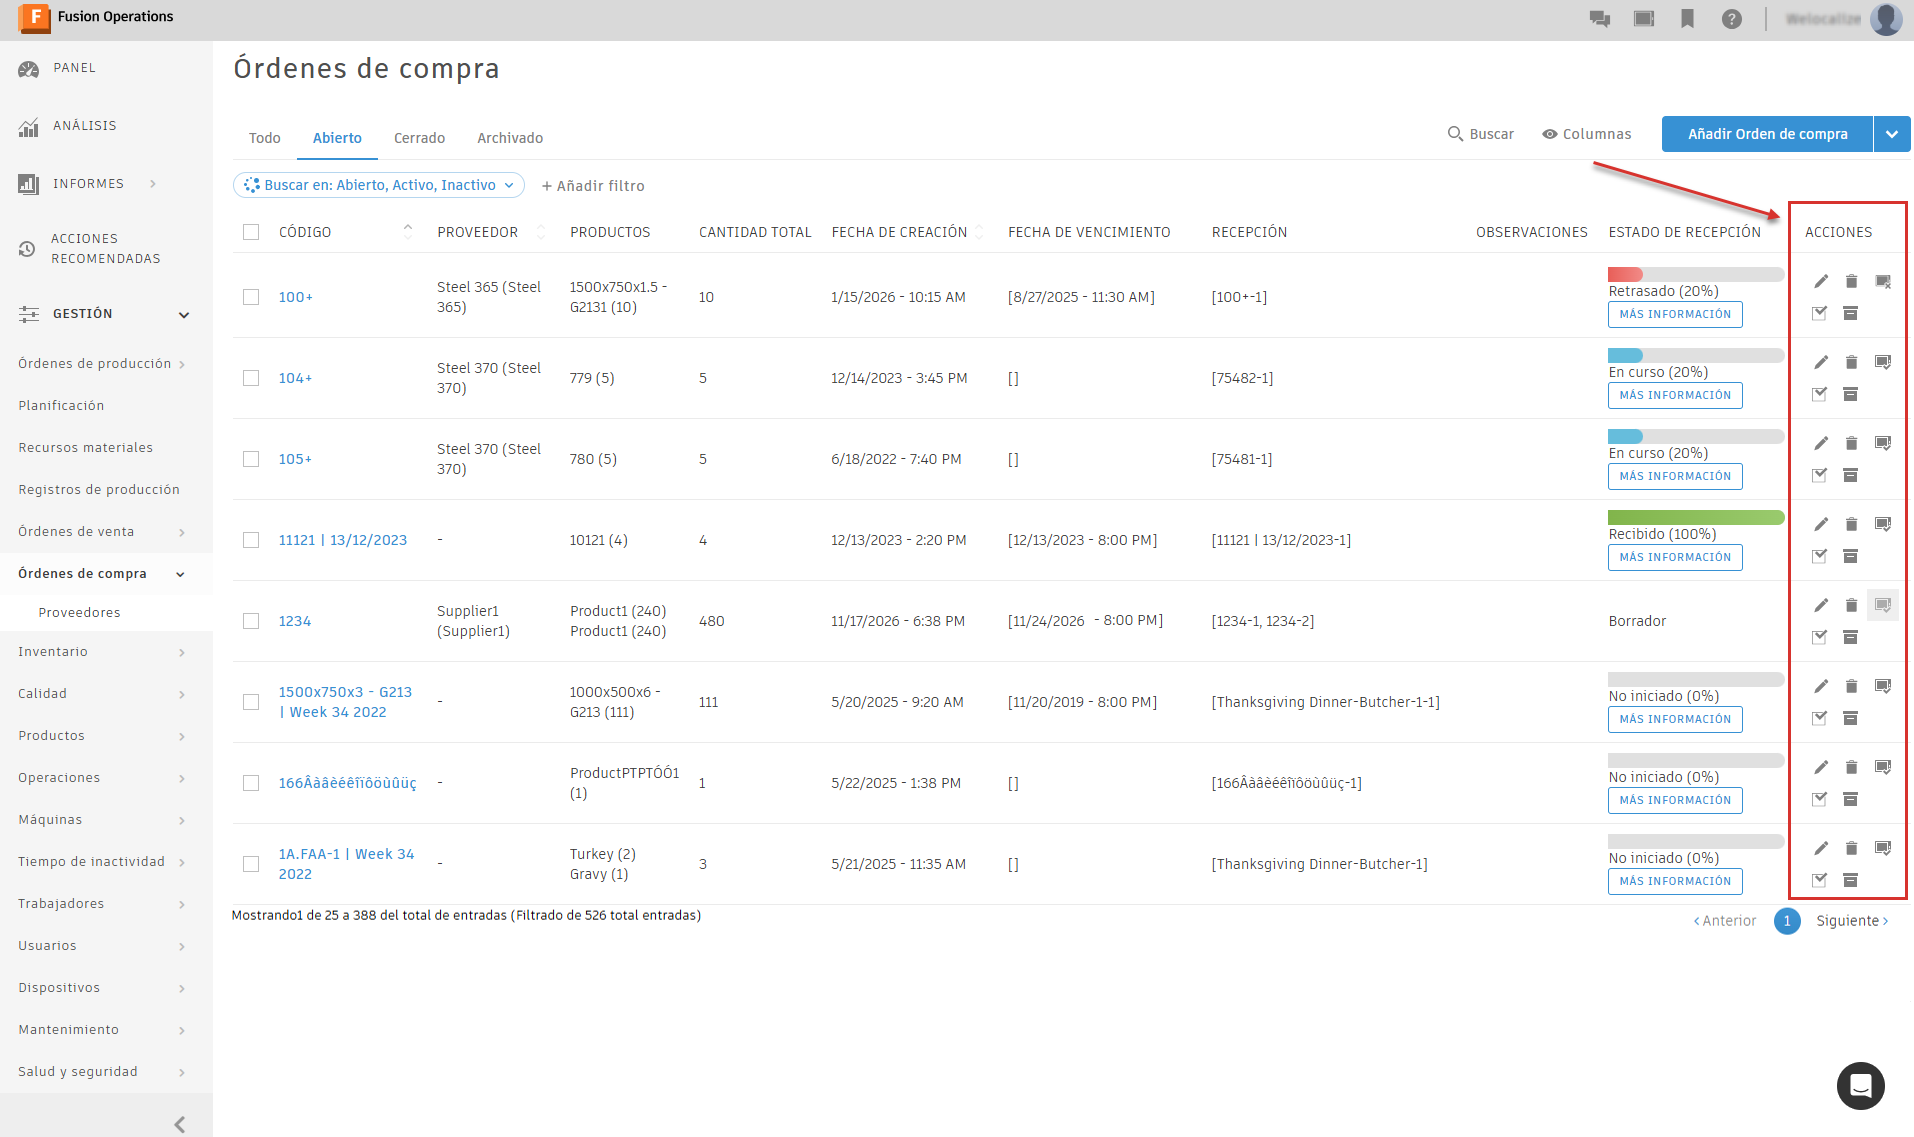 F Fusion Operations
PANEL
ANÁLISIS
INFORMES
ACCIONES
RECOMENDADAS
GESTIÓN
Órdenes de producción
Planificación
Recursos materiales
Registros de producción
Órdenes de venta
Órdenes de compra
Proveedores
Inventario
Calidad
Productos
Operaciones
Máquinas
Tiempo de inactividad
Trabajadores
Usuarios
Dispositivos
Mantenimiento
Salud y seguridad
Órdenes de compra
Todo Abierto Cerrado Archivado
Buscar Columnas Añadir Orden de compra
Buscar en: Abierto, Activo, Inactivo + Añadir filtro
CÓDIGO PROVEEDOR PRODUCTOS CANTIDAD TOTAL FECHA DE CREACIÓN FECHA DE VENCIMIENTO RECEPCIÓN OBSERVACIONES ESTADO DE RECEPCIÓN ACCIONES
100+
Steel 365 (Steel
365)
1500x750x1.5 -
G2131 (10)
10
1/15/2026 - 10:15 AM
[8/27/2025 - 11:30 AM]
[100+-1]
Retrasado (20%)
MÁS INFORMACIÓN
104+
Steel 370 (Steel
370)
779 (5)
5
12/14/2023 - 3:45 PM
[]
[75482-1]
En curso (20%)
MÁS INFORMACIÓN
105+
Steel 370 (Steel
370)
780 (5)
5
6/18/2022 - 7:40 PM
[]
[75481-1]
En curso (20%)
MÁS INFORMACIÓN
11121 | 13/12/2023
-
10121 (4)
4
12/13/2023 - 2:20 PM
[12/13/2023 - 8:00 PM]
[11121 | 13/12/2023-1]
Recibido (100%)
MÁS INFORMACIÓN
1234
Supplier1
(Supplier1)
Product1 (240)
Product1 (240)
480
11/17/2026 - 6:38 PM
[11/24/2026 - 8:00 PM]
[1234-1, 1234-2]
Borrador
1500x750x3 - G213
| Week 34 2022
-
1000x500x6 -
G213 (111)
111
5/20/2025 - 9:20 AM
[11/20/2019 - 8:00 PM]
[Thanksgiving Dinner-Butcher-1-1]
No iniciado (0%)
MÁS INFORMACIÓN
166Âàâèéêîïôöùûüç
-
ProductPTPTÓÓ1
(1)
1
5/22/2025 - 1:38 PM
[]
[166Âàâèéêîïôöùûüç-1]
No iniciado (0%)
MÁS INFORMACIÓN
1A.FAA-1 | Week 34
2022
-
Turkey (2)
Gravy (1)
3
5/21/2025 - 11:35 AM
[]
[Thanksgiving Dinner-Butcher-1]
No iniciado (0%)
MÁS INFORMACIÓN
Mostrando1 de 25 a 388 del total de entradas (Filtrado de 526 total entradas)
Anterior 1 Siguiente